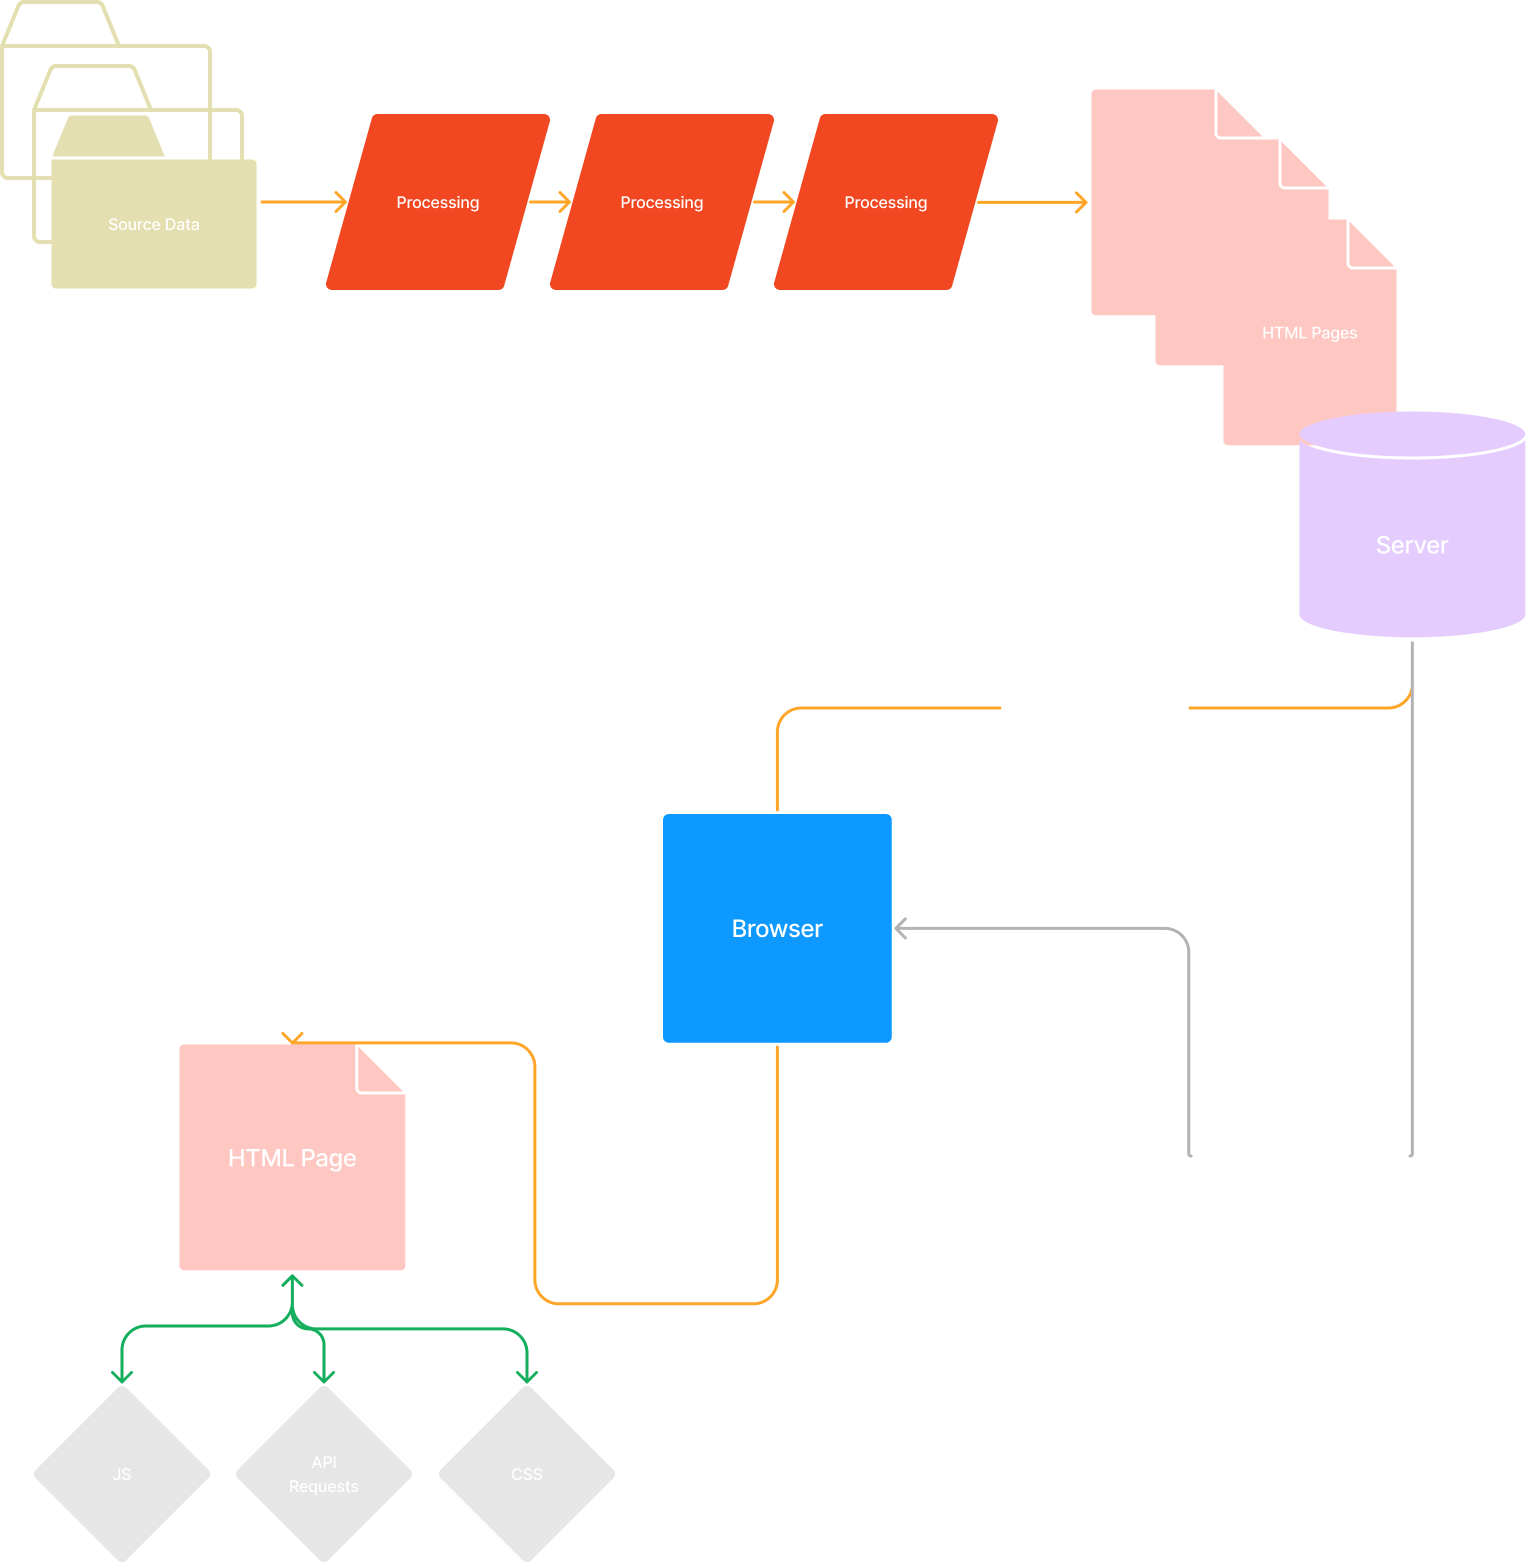 Source Data
Processing
Processing
Processing
HTML Pages
Server
Browser
HTML Page
JS
API
Requests
CSS